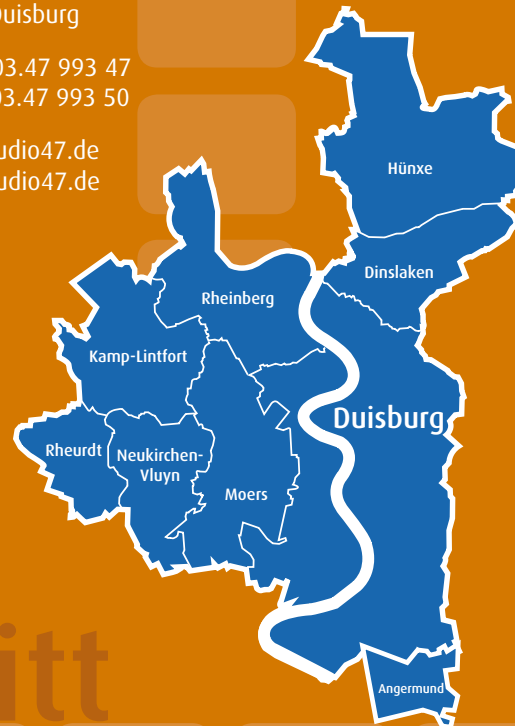 Duisburg
03.47 993 47
03.47 993 50
udio47.de
udio47.de
Hünxe
Dinslaken
Rheinberg
Kamp-Lintfort
Duisburg
Rheurdt
Neukirchen-
Vluyn
Moers
Angermund
itt